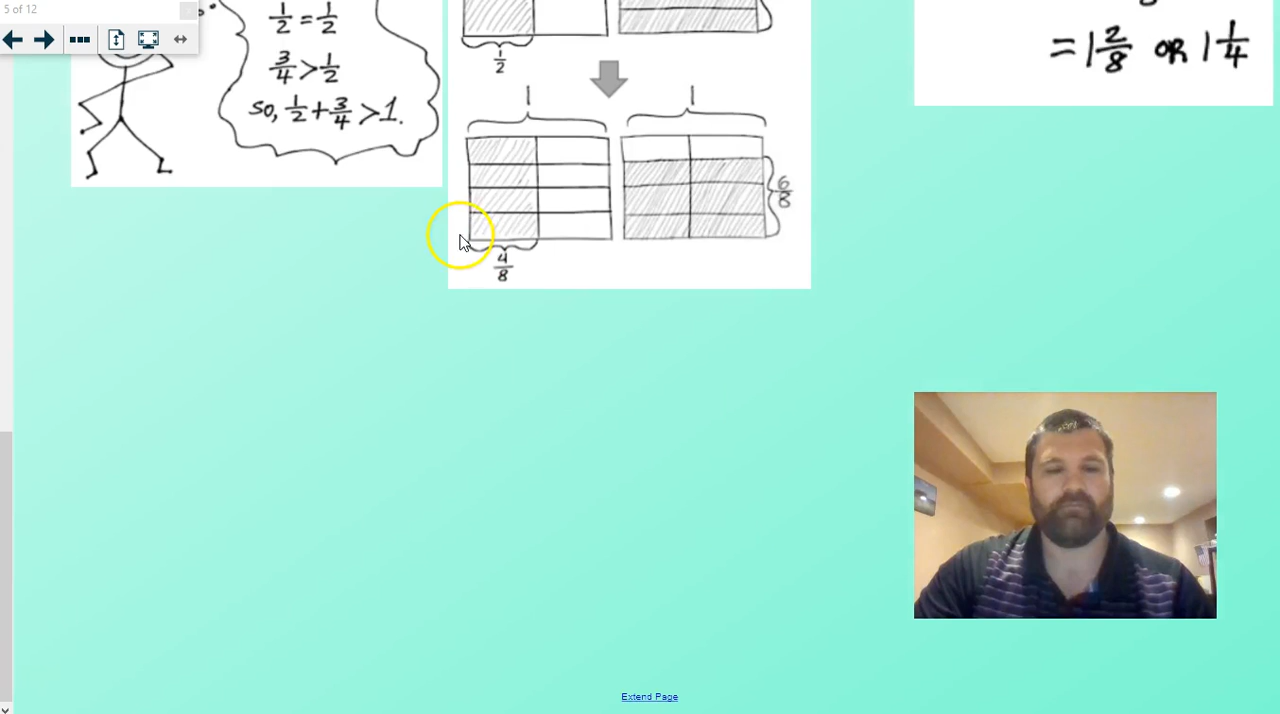 5 of 12
1/2 = 1/2
3/4 > 1/2
so, 1/2 + 3/4 > 1.
1/2
1 1
6/8
4/8
= 1 2/8 or 1 1/4
Extend Page